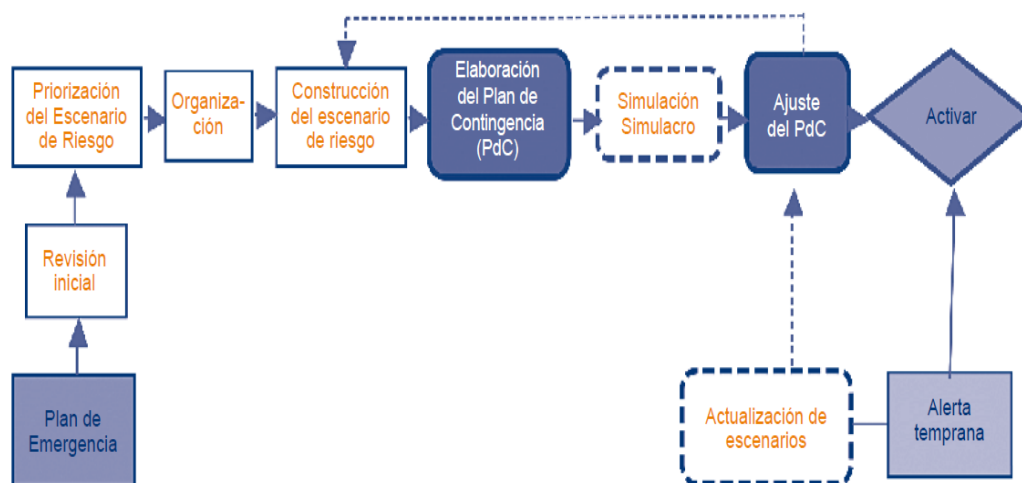 Priorización
del Escenario
de Riesgo
Organiza-
ción
Construcción
del escenario
de riesgo
Elaboración
del Plan de
Contingencia
(PdC)
Simulación
Simulacro
Ajuste
del PdC
Activar
Revisión
inicial
Plan de
Emergencia
Actualización de
escenarios
Alerta
temprana